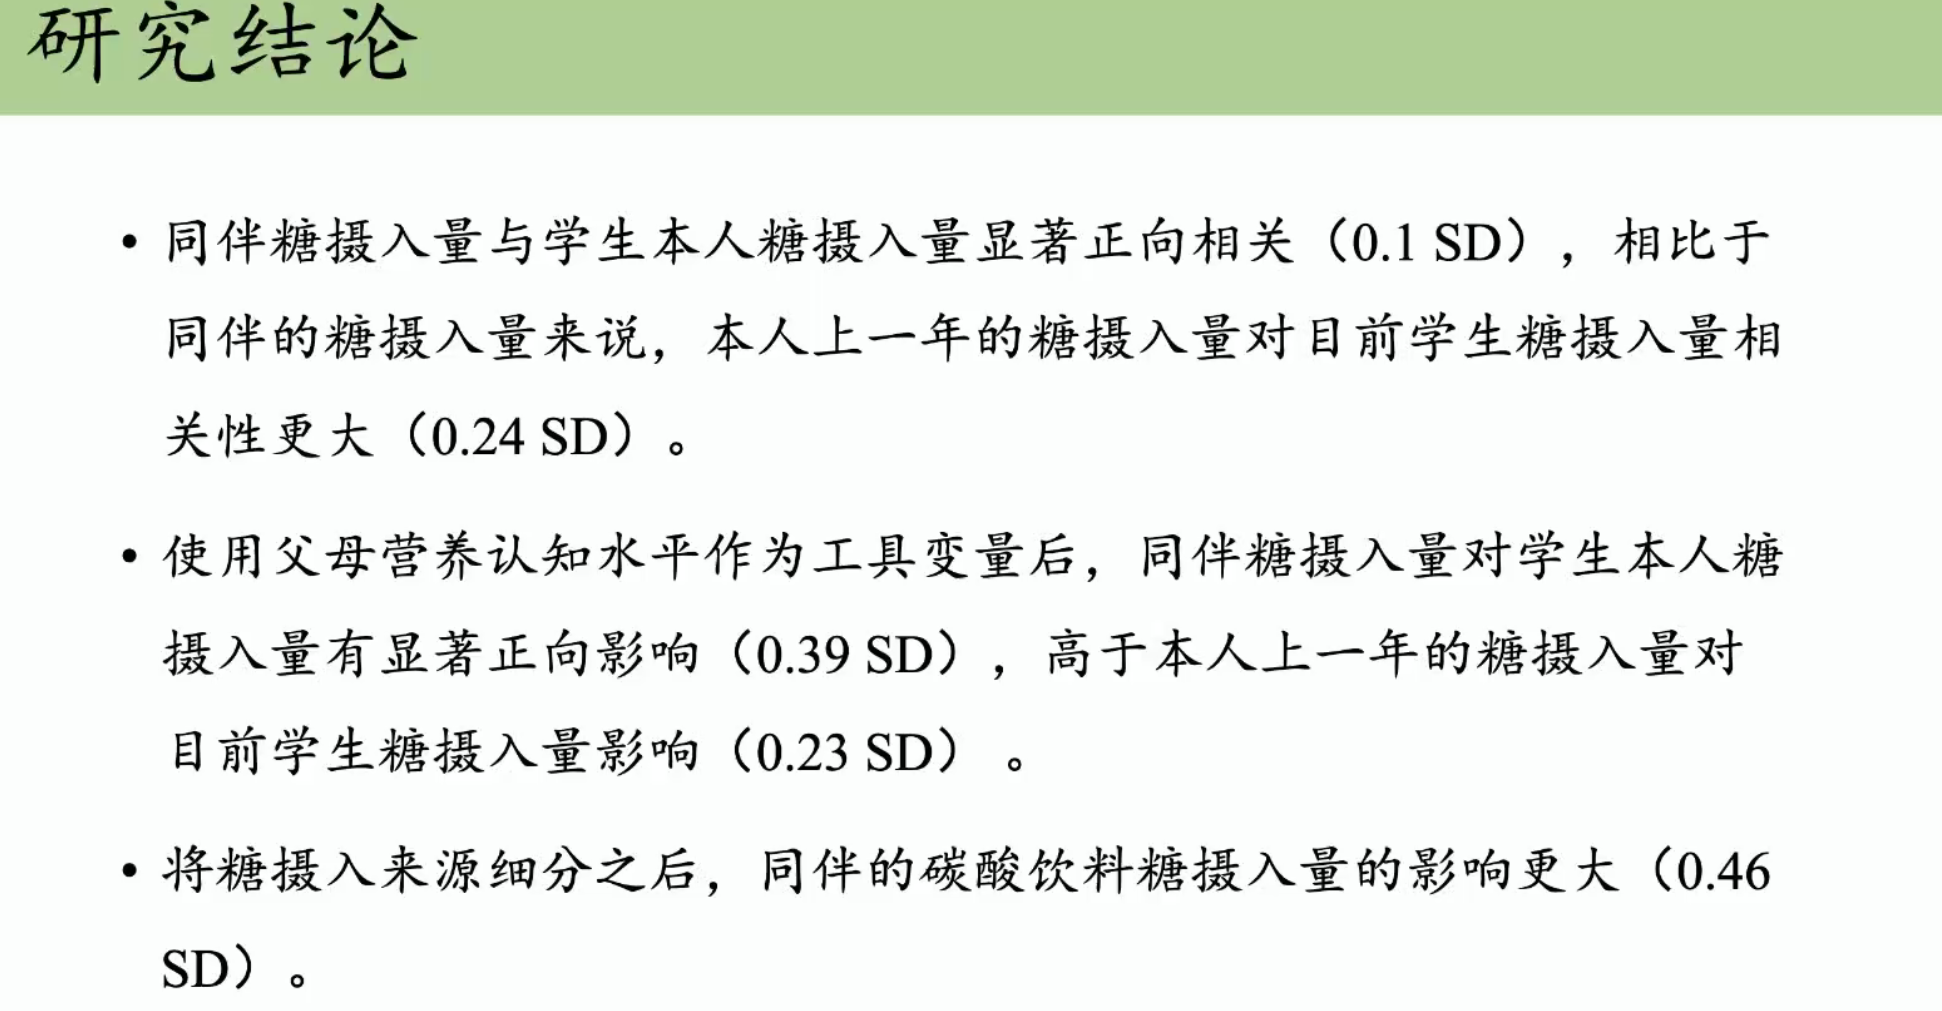 研究结论
• 同伴糖摄入量与学生本人糖摄入量显著正向相关（0.1 SD），相比于
同伴的糖摄入量来说，本人上一年的糖摄入量对目前学生糖摄入量相
关性更大（0.24 SD）。
• 使用父母营养认知水平作为工具变量后，同伴糖摄入量对学生本人糖
摄入量有显著正向影响（0.39 SD），高于本人上一年的糖摄入量对
目前学生糖摄入量影响（0.23 SD） 。
• 将糖摄入来源细分之后，同伴的碳酸饮料糖摄入量的影响更大（0.46
SD）。